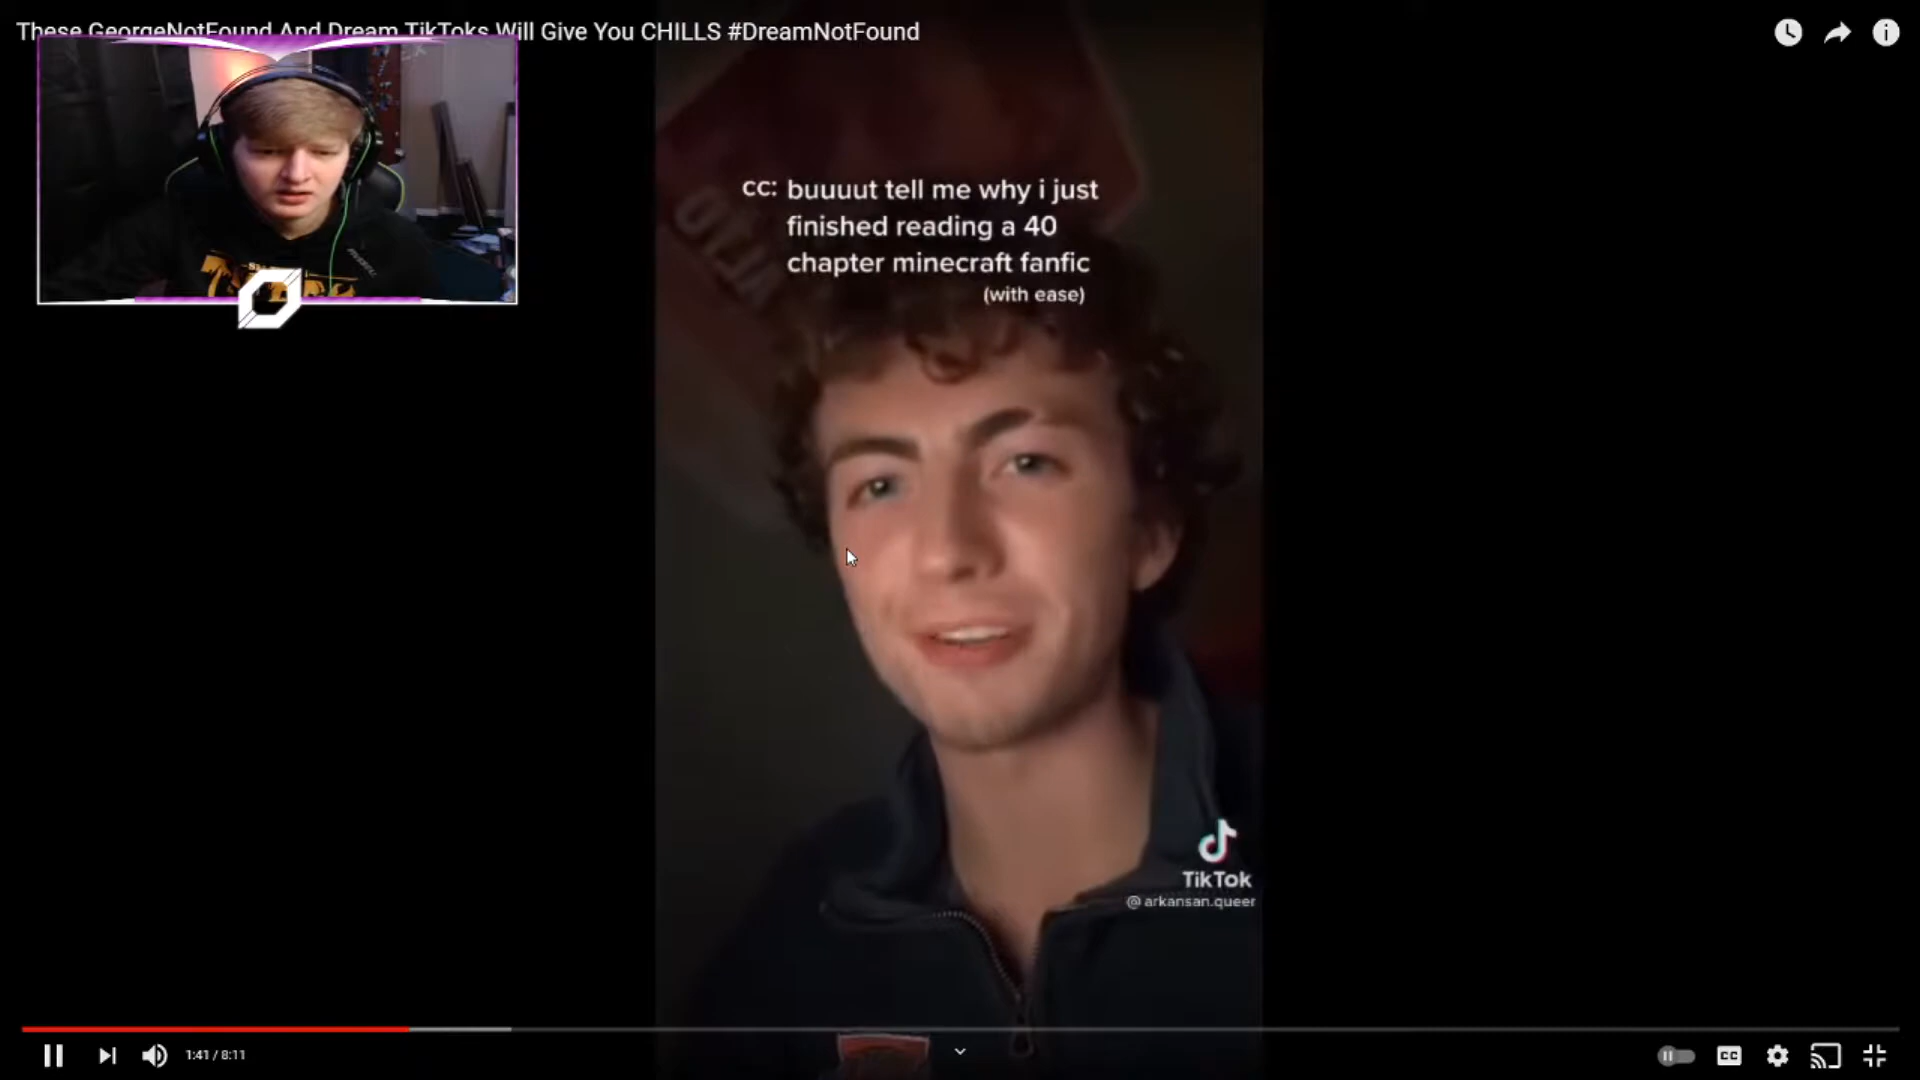 These GeorgeNotFound And Dream TikToks Will Give You CHILLS #DreamNotFound
cc: buuuut tell me why i just
finished reading a 40
chapter minecraft fanfic
(with ease)
TikTok
@arkansan.queer
1:41 / 8:11
CC